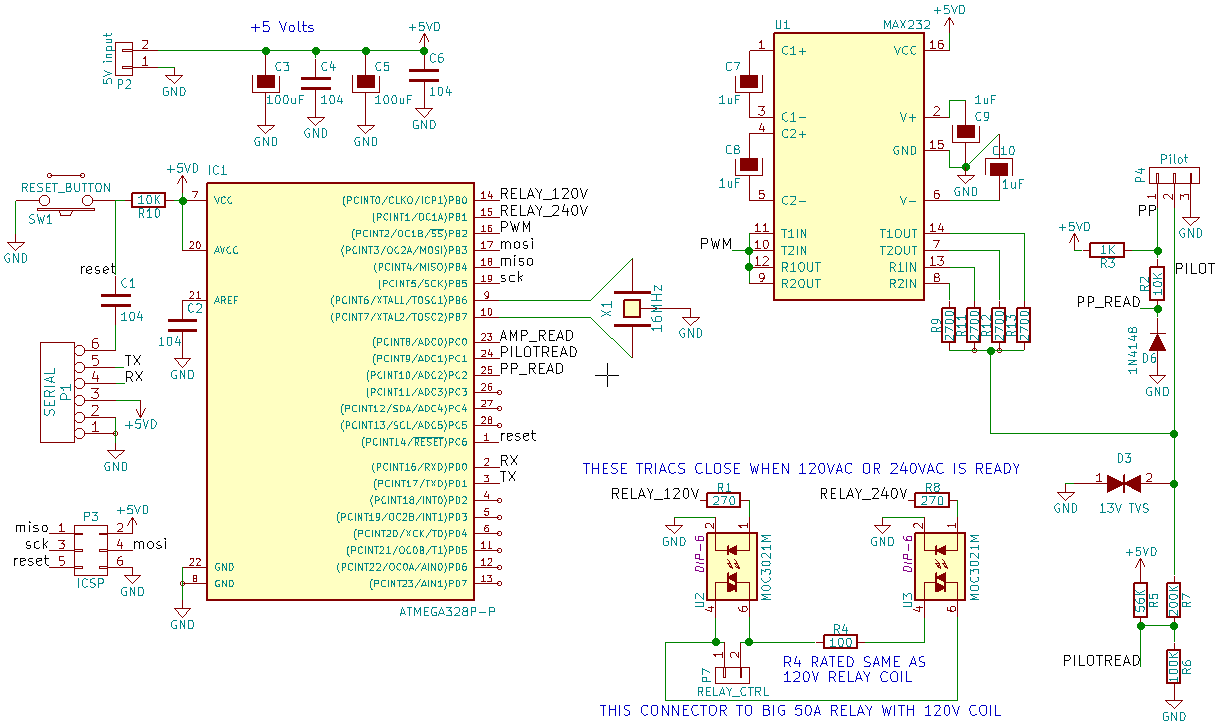 +5 Volts
+5VD
5V input
2
1
P2
GND
C3
100uF
GND
C4
104
GND
C5
100uF
GND
C6
104
GND
U1
MAX232
+5VD
1
C1+
VCC
16
C7
1uF
3
C1-
4
C2+
C8
1uF
5
C2-
V+
2
1uF
C9
GND
15
GND
C10
1uF
V-
6
PWM
11
T1IN
10
T2IN
12
R1OUT
9
R2OUT
T1OUT
14
T2OUT
7
R1IN
13
R2IN
8
R9
2700
R11
2700
R12
2700
R13
2700
Pilot
P4
1
2
3
PP
GND
+5VD
1K
R3
R2
10K
PILOT
PP_READ
1N4148
D6
GND
RESET_BUTTON
SW1
GND
10K
R10
+5VD
reset
C1
104
C2
104
GND
SERIAL
P1
6
5
4
3
2
1
TX
RX
+5VD
GND
IC1
7
VCC
20
AVCC
21
AREF
22
GND
8
GND
GND
(PCINT0/CLKO/ICP1)PB0
14
RELAY_120V
(PCINT1/OC1A)PB1
15
RELAY_240V
(PCINT2/OC1B/SS)PB2
16
PWM
(PCINT3/OC2A/MOSI)PB3
17
mosi
(PCINT4/MISO)PB4
18
miso
(PCINT5/SCK)PB5
19
sck
(PCINT6/XTAL1/TOSC1)PB6
9
(PCINT7/XTAL2/TOSC2)PB7
10
(PCINT8/ADC0)PC0
23
AMP_READ
(PCINT9/ADC1)PC1
24
PILOTREAD
(PCINT10/ADC2)PC2
25
PP_READ
(PCINT11/ADC3)PC3
26
(PCINT12/SDA/ADC4)PC4
27
(PCINT13/SCL/ADC5)PC5
28
(PCINT14/RESET)PC6
1
reset
(PCINT16/RXD)PD0
2
RX
(PCINT17/TXD)PD1
3
TX
(PCINT18/INT0)PD2
4
(PCINT19/OC2B/INT1)PD3
5
(PCINT20/XCK/T0)PD4
6
(PCINT21/OC0B/T1)PD5
11
(PCINT22/OC0A/AIN0)PD6
12
(PCINT23/AIN1)PD7
13
ATMEGA328P-P
X1
16MHz
GND
P3
miso
1
sck
3
reset
5
2
+5VD
4
mosi
6
GND
ICSP
THESE TRIACS CLOSE WHEN 120VAC OR 240VAC IS READY
RELAY_120V
R1
270
GND
2
1
DIP-6
MOC3021M
U2
4
6
RELAY_240V
R8
270
GND
2
1
DIP-6
MOC3021M
U3
4
6
1
2
P7
RELAY_CTRL
R4
100
R4 RATED SAME AS
120V RELAY COIL
THIS CONNECTOR TO BIG 50A RELAY WITH 120V COIL
D3
1
2
GND
13V TVS
+5VD
56K
R5
200K
R7
PILOTREAD
100K
R6
GND